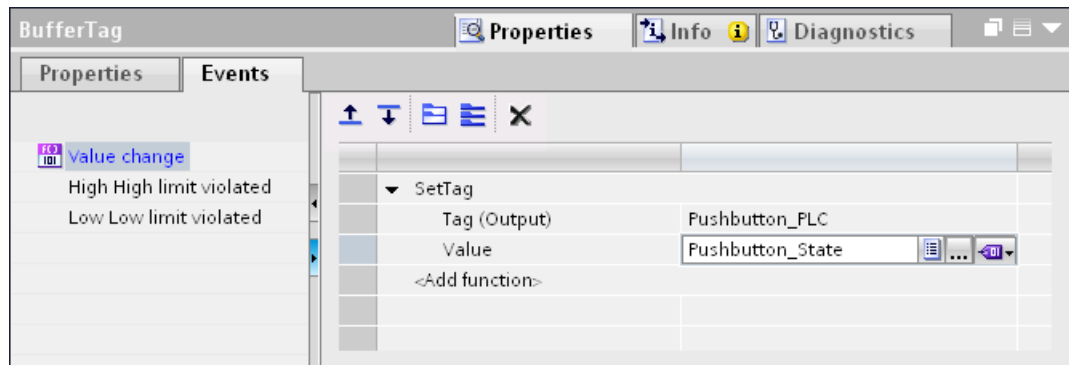 BufferTag Properties Info Diagnostics
Properties Events
Value change
High High limit violated
Low Low limit violated
SetTag
Tag (Output) Pushbutton_PLC
Value Pushbutton_State ...
<Add function>